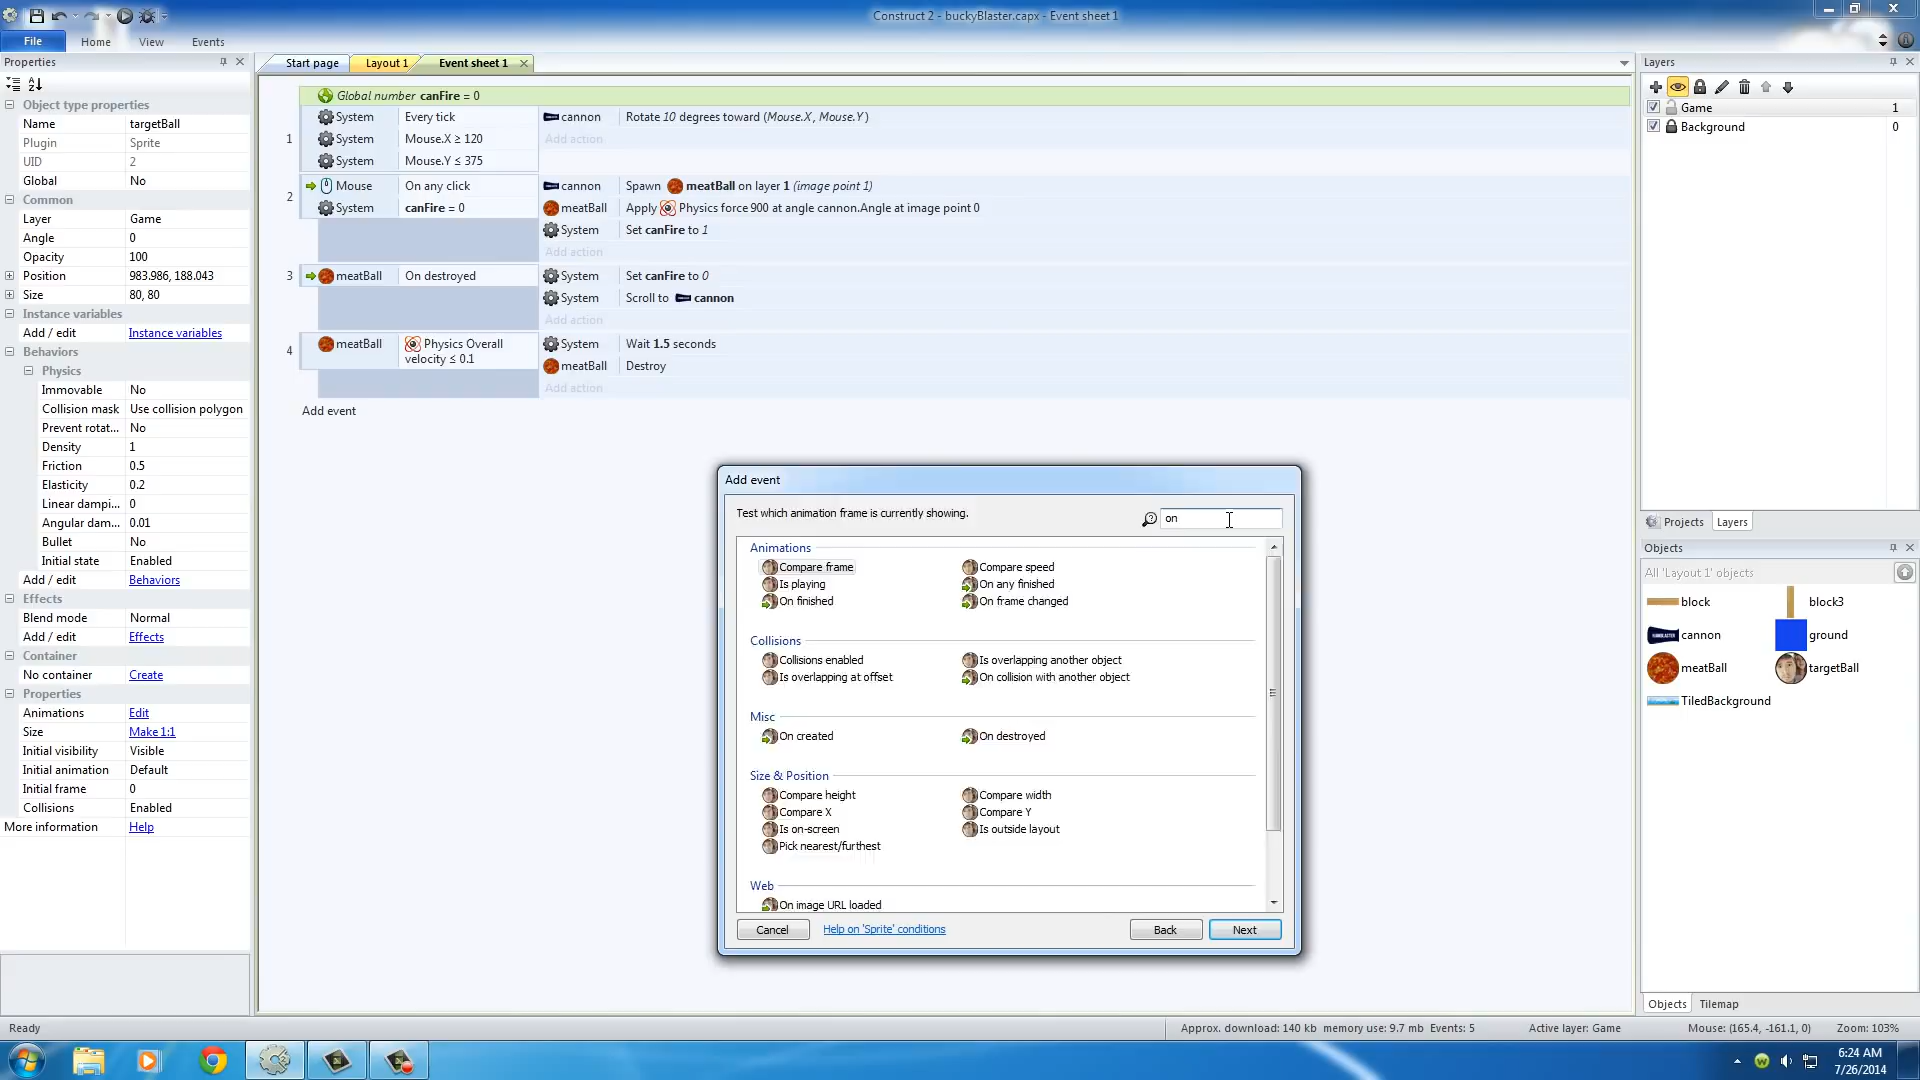 Construct 2 - buckyBlaster.capx - Event sheet 1
File Home View Events
Properties
Object type properties
Name targetBall
Plugin Sprite
UID 2
Global No
Common
Layer Game
Angle 0
Opacity 100
Position 983.986, 188.043
Size 80, 80
Instance variables
Add / edit Instance variables
Behaviors
Physics
Immovable No
Collision mask Use collision polygon
Prevent rotat... No
Density 1
Friction 0.5
Elasticity 0.2
Linear dampi... 0
Angular dam... 0.01
Bullet No
Initial state Enabled
Add / edit Behaviors
Effects
Blend mode Normal
Add / edit Effects
Container
No container Create
Properties
Animations Edit
Size Make 1:1
Initial visibility Visible
Initial animation Default
Initial frame 0
Collisions Enabled
More information Help
Start page Layout 1 Event sheet 1
Global number canFire = 0
1
System Every tick cannon Rotate 10 degrees toward (Mouse.X, Mouse.Y)
System Mouse.X ≥ 120 Add action
System Mouse.Y ≤ 375
2
Mouse On any click cannon Spawn meatBall on layer 1 (image point 1)
System canFire = 0 meatBall Apply Physics force 900 at angle cannon.Angle at image point 0
System Set canFire to 1
Add action
3 meatBall On destroyed System Set canFire to 0
System Scroll to cannon
Add action
4
meatBall Physics Overall velocity ≤ 0.1 System Wait 1.5 seconds
meatBall Destroy
Add action
Add event
Add event
Test which animation frame is currently showing.
on
Animations
Compare frame Compare speed
Is playing On any finished
On finished On frame changed
Collisions
Collisions enabled Is overlapping another object
Is overlapping at offset On collision with another object
Misc
On created On destroyed
Size & Position
Compare height Compare width
Compare X Compare Y
Is on-screen Is outside layout
Pick nearest/furthest
Web
On image URL loaded
Cancel Help on 'Sprite' conditions Back Next
Layers
Game 1
Background 0
Projects Layers
Objects
All 'Layout 1' objects
block block3
cannon ground
meatBall targetBall
TiledBackground
Objects Tilemap
Ready Approx. download: 140 kb memory use: 9.7 mb Events: 5 Active layer: Game Mouse: (165.4, -161.1, 0) Zoom: 103%
6:24 AM
7/26/2014